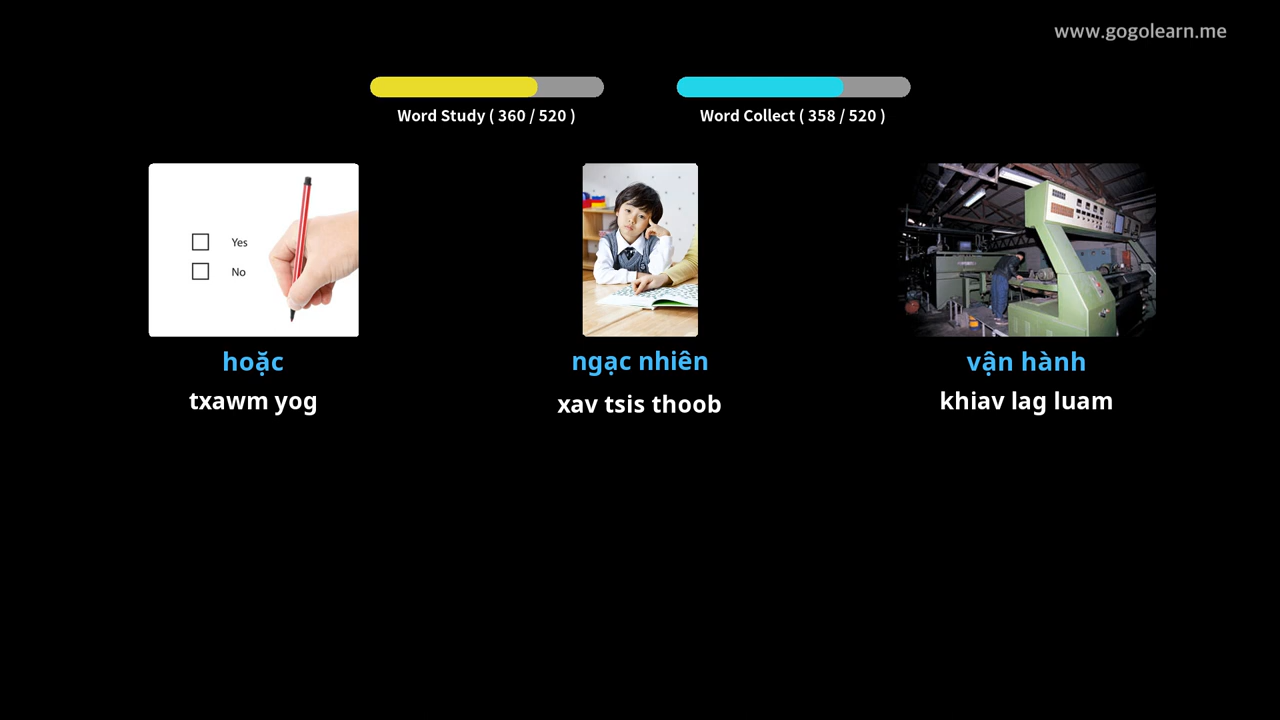 www.gogolearn.me
Word Study ( 360 / 520 )
Word Collect ( 358 / 520 )
Yes
No
hoặc
ngạc nhiên
vận hành
txawm yog
xav tsis thoob
khiav lag luam